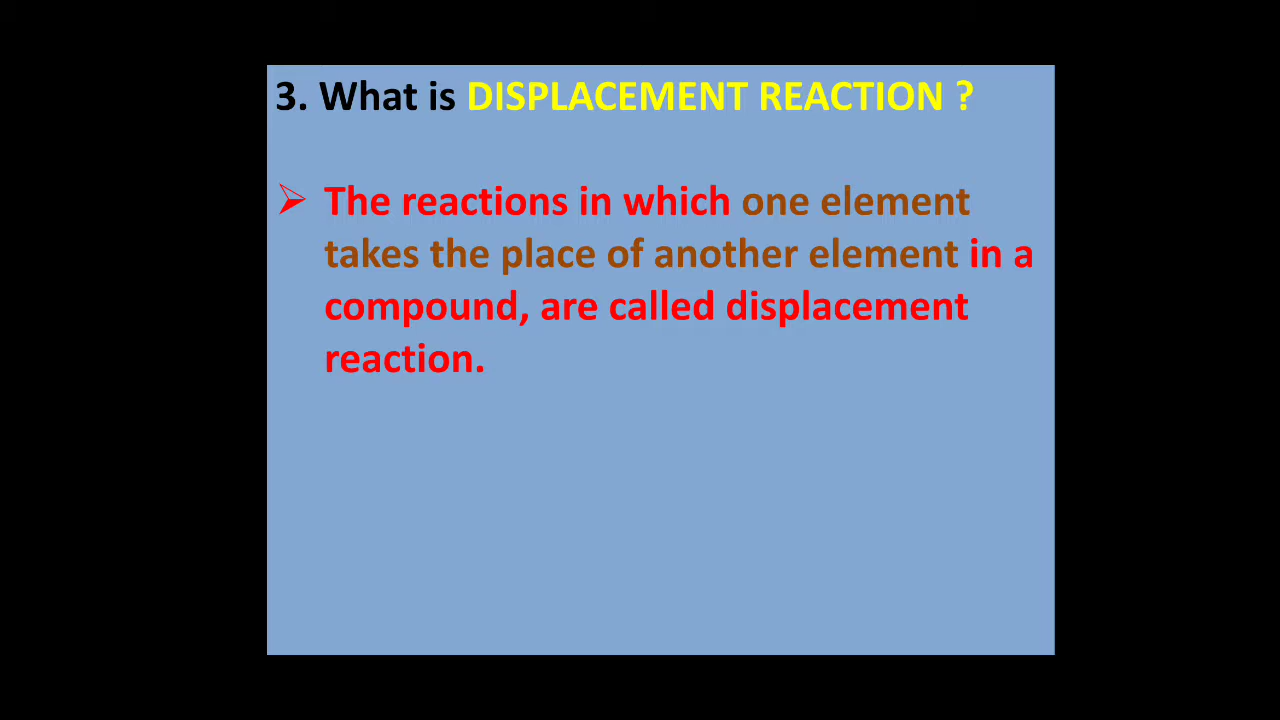 3. What is DISPLACEMENT REACTION ?
➢ The reactions in which one element
takes the place of another element in a
compound, are called displacement
reaction.